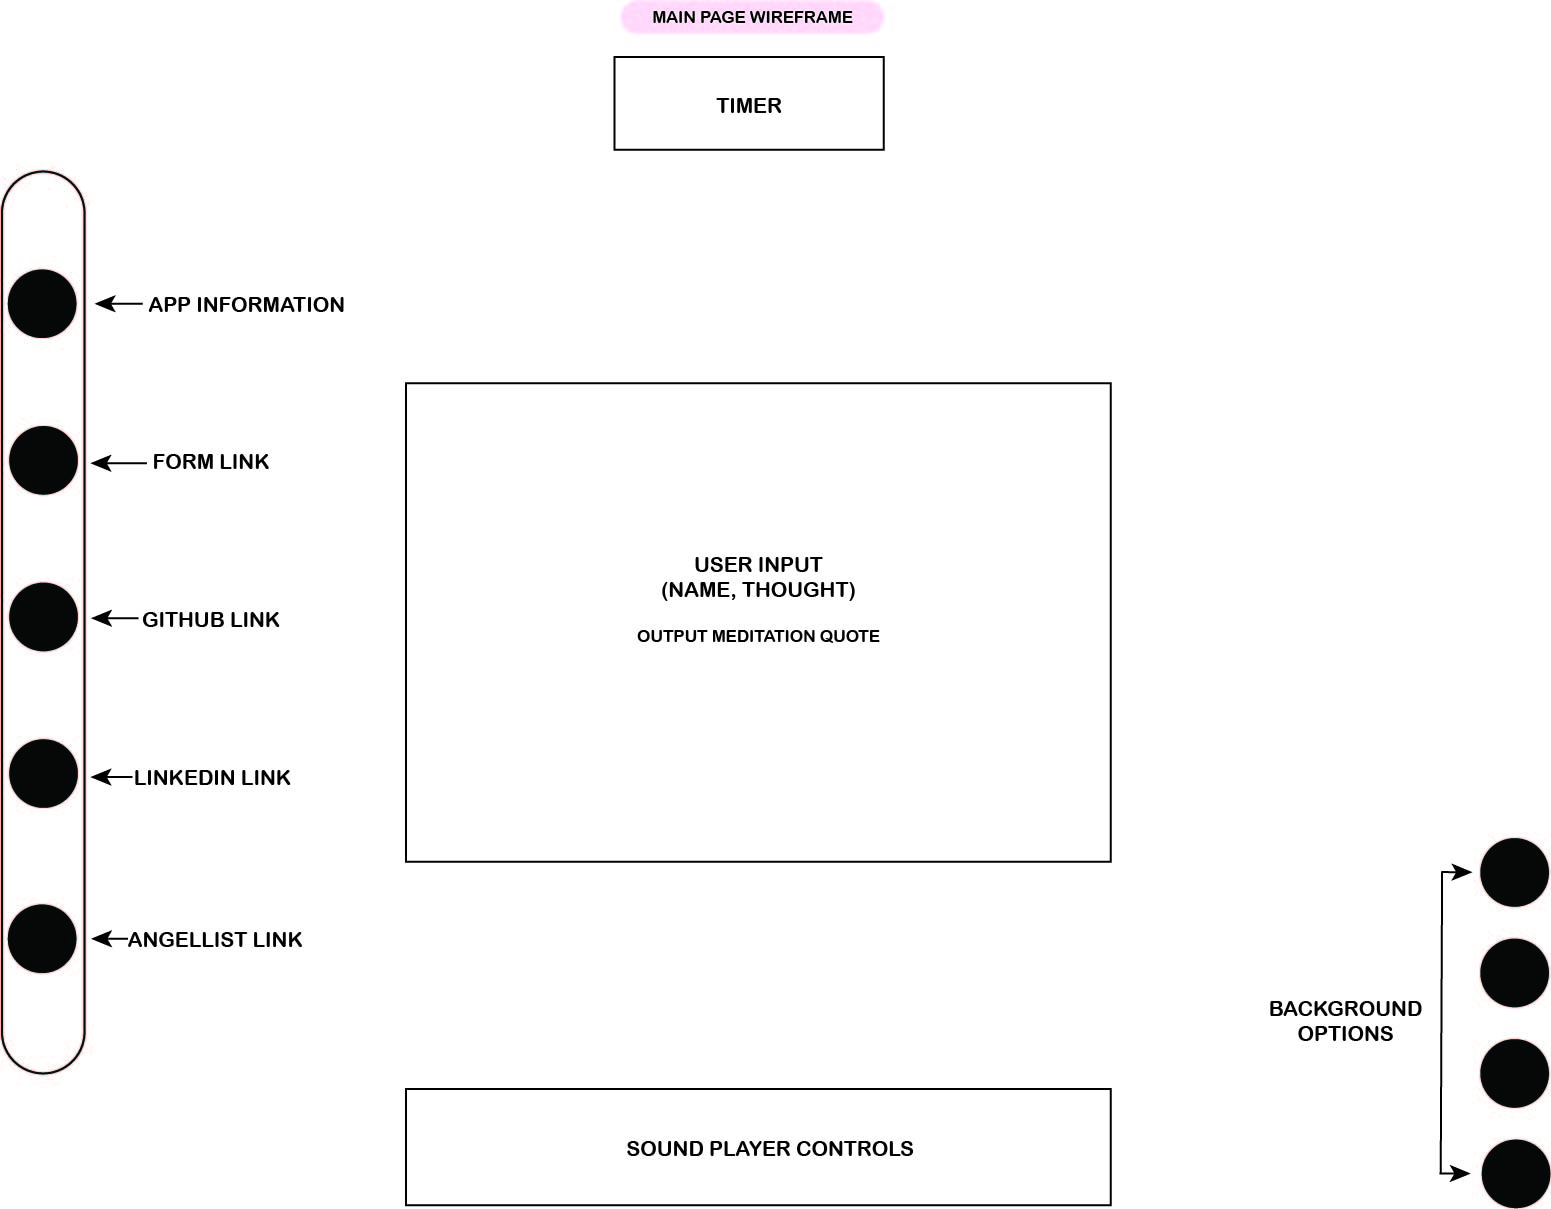 MAIN PAGE WIREFRAME
TIMER
APP INFORMATION
FORM LINK
GITHUB LINK
LINKEDIN LINK
ANGELLIST LINK
USER INPUT
(NAME, THOUGHT)
OUTPUT MEDITATION QUOTE
BACKGROUND
OPTIONS
SOUND PLAYER CONTROLS